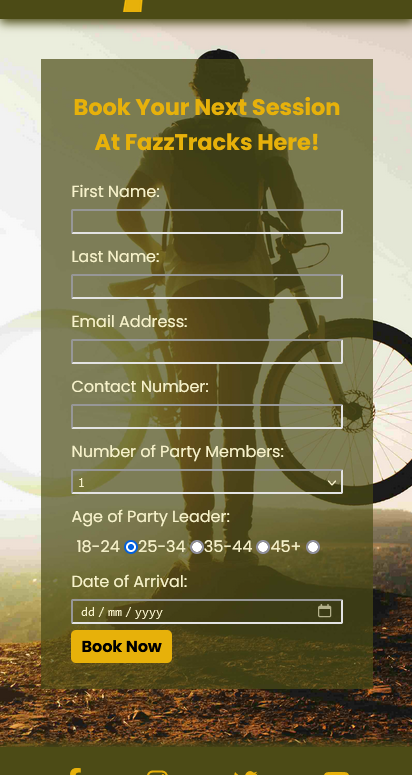 Book Your Next Session
At FazzTracks Here!
First Name:
Last Name:
Email Address:
Contact Number:
Number of Party Members:
1
Age of Party Leader:
18-24 25-34 35-44 45+
Date of Arrival:
dd / mm / yyyy
Book Now